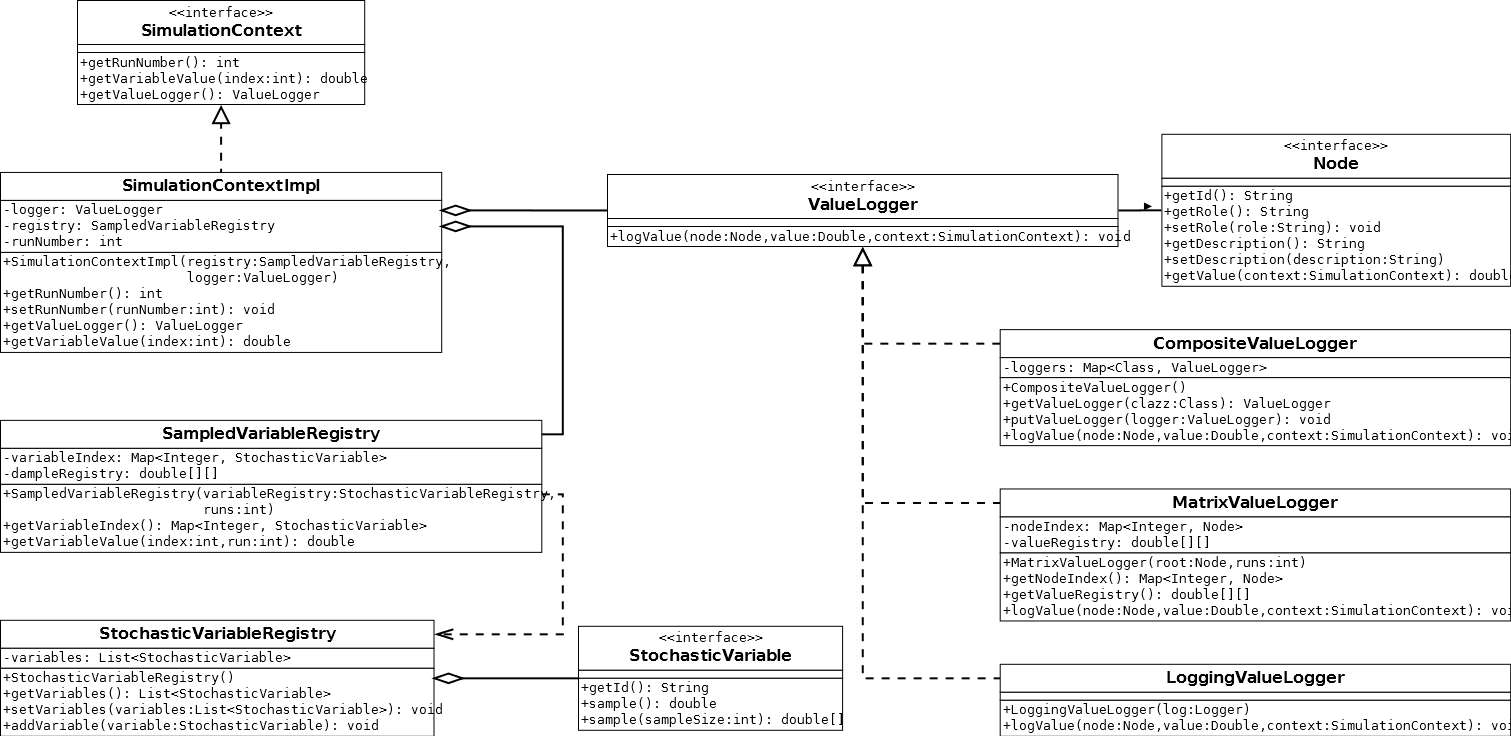 <<interface>>
SimulationContext
+getRunNumber(): int
+getVariableValue(index:int): double
+getValueLogger(): ValueLogger
SimulationContextImpl
-logger: ValueLogger
-registry: SampledVariableRegistry
-runNumber: int
+SimulationContextImpl(registry:SampledVariableRegistry,
logger:ValueLogger)
+getRunNumber(): int
+setRunNumber(runNumber:int): void
+getValueLogger(): ValueLogger
+getVariableValue(index:int): double
<<interface>>
ValueLogger
+logValue(node:Node,value:Double,context:SimulationContext): void
<<interface>>
Node
+getId(): String
+getRole(): String
+setRole(role:String): void
+getDescription(): String
+setDescription(description:String)
+getValue(context:SimulationContext): doubl
CompositeValueLogger
-loggers: Map<Class, ValueLogger>
+CompositeValueLogger()
+getValueLogger(clazz:Class): ValueLogger
+putValueLogger(logger:ValueLogger): void
+logValue(node:Node,value:Double,context:SimulationContext): voi
SampledVariableRegistry
-variableIndex: Map<Integer, StochasticVariable>
-dampleRegistry: double[][]
+SampledVariableRegistry(variableRegistry:StochasticVariableRegistry,
runs:int)
+getVariableIndex(): Map<Integer, StochasticVariable>
+getVariableValue(index:int,run:int): double
MatrixValueLogger
-nodeIndex: Map<Integer, Node>
-valueRegistry: double[][]
+MatrixValueLogger(root:Node,runs:int)
+getNodeIndex(): Map<Integer, Node>
+getValueRegistry(): double[][]
+logValue(node:Node,value:Double,context:SimulationContext): voi
StochasticVariableRegistry
-variables: List<StochasticVariable>
+StochasticVariableRegistry()
+getVariables(): List<StochasticVariable>
+setVariables(variables:List<StochasticVariable>): void
+addVariable(variable:StochasticVariable): void
<<interface>>
StochasticVariable
+getId(): String
+sample(): double
+sample(sampleSize:int): double[]
LoggingValueLogger
+LoggingValueLogger(log:Logger)
+logValue(node:Node,value:Double,context:SimulationContext): voi